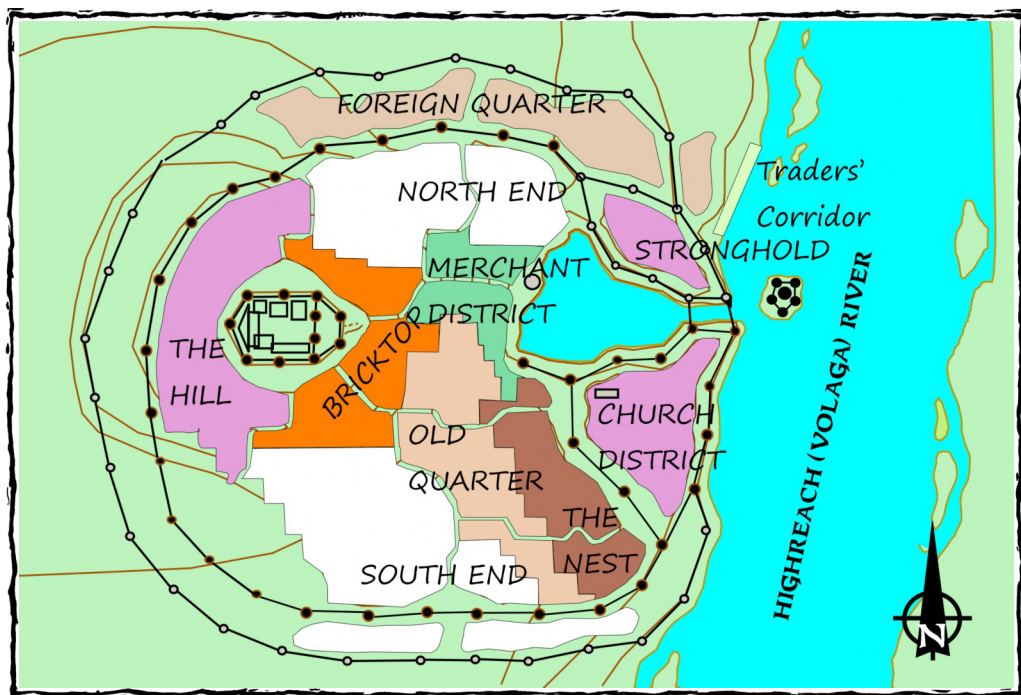 FOREIGN QUARTER
Traders'
Corridor
NORTH END
STRONGHOLD
MERCHANT
DISTRICT
THE
HILL
BRICKTOP
CHURCH
DISTRICT
OLD
QUARTER
THE
NEST
SOUTH END
HIGHREACH (VOLAGA) RIVER
N